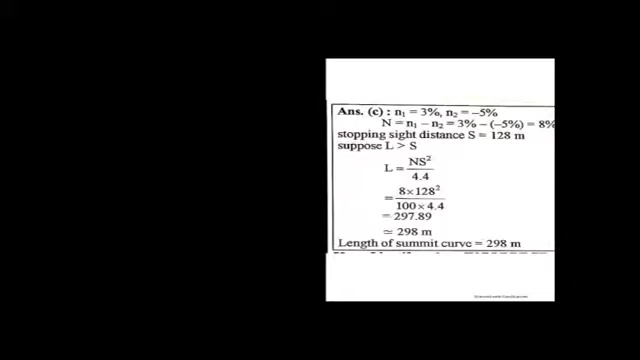 Ans. (c) : n₁ = 3%, n₂ = –5%
N = n₁ – n₂ = 3% – (–5%) = 8%
stopping sight distance S = 128 m
suppose L > S
L = NS²/4.4
= 8×128²/100×4.4
= 297.89
≃ 298 m
Length of summit curve = 298 m